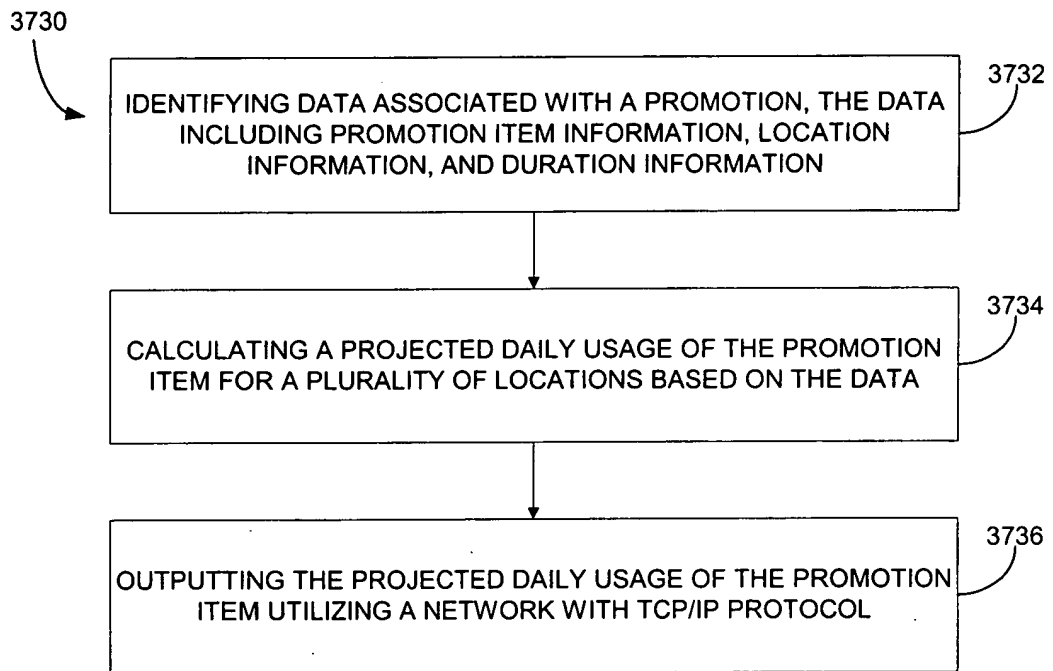 3730
3732
IDENTIFYING DATA ASSOCIATED WITH A PROMOTION, THE DATA
INCLUDING PROMOTION ITEM INFORMATION, LOCATION
INFORMATION, AND DURATION INFORMATION
3734
CALCULATING A PROJECTED DAILY USAGE OF THE PROMOTION
ITEM FOR A PLURALITY OF LOCATIONS BASED ON THE DATA
3736
OUTPUTTING THE PROJECTED DAILY USAGE OF THE PROMOTION
ITEM UTILIZING A NETWORK WITH TCP/IP PROTOCOL